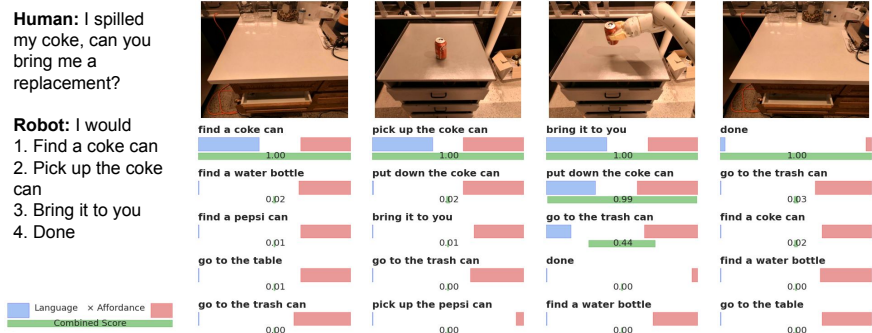 Human: I spilled
my coke, can you
bring me a
replacement?
Robot: I would
1. Find a coke can
2. Pick up the coke
can
3. Bring it to you
4. Done
Language × Affordance
Combined Score
find a coke can
1.00
find a water bottle
0.02
find a pepsi can
0.01
go to the table
0.01
go to the trash can
0.00
pick up the coke can
1.00
put down the coke can
0.02
bring it to you
0.01
go to the trash can
0.00
pick up the pepsi can
0.00
bring it to you
1.00
put down the coke can
0.99
go to the trash can
0.44
done
0.00
find a water bottle
0.00
done
1.00
go to the trash can
0.03
find a coke can
0.02
find a water bottle
0.00
go to the table
0.00